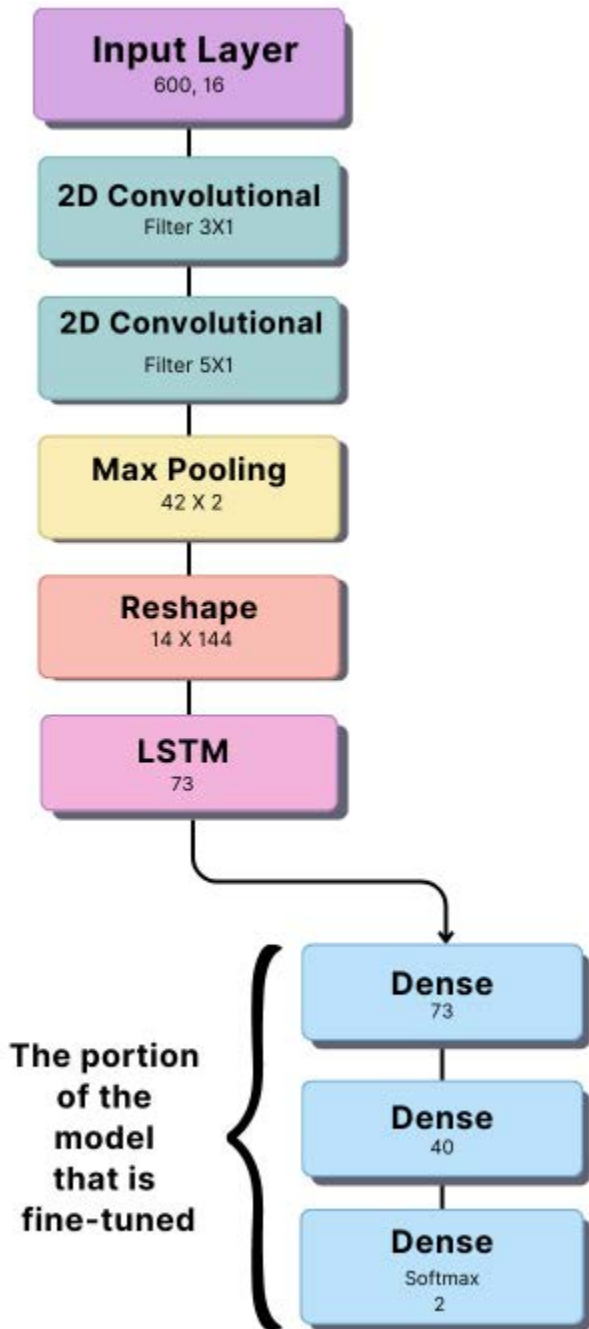 Input Layer
600, 16
2D Convolutional
Filter 3X1
2D Convolutional
Filter 5X1
Max Pooling
42 X 2
Reshape
14 X 144
LSTM
73
Dense
73
The portion
of the
model
that is
fine-tuned
Dense
40
Dense
Softmax
2